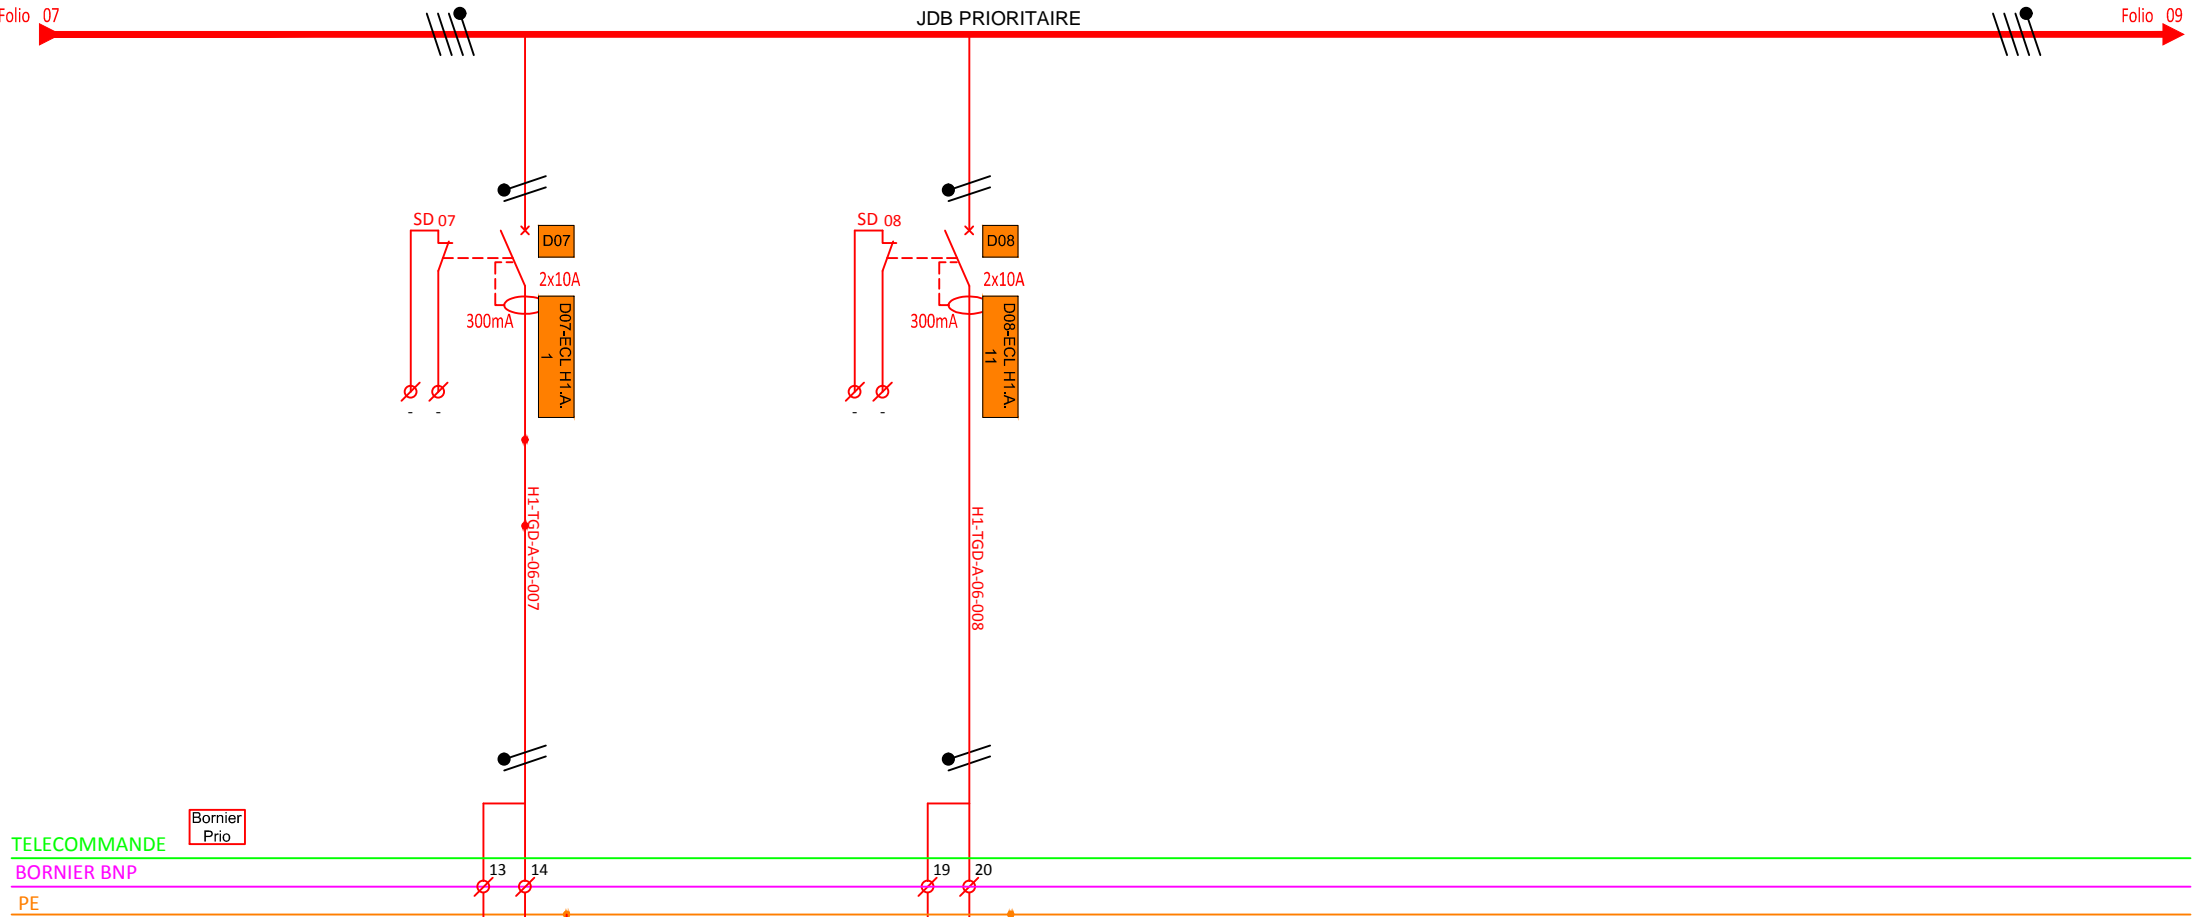 Folio 07
JDB PRIORITAIRE
Folio 09
SD 07
D07
2x10A
300mA
D07-ECL H1.A.
1
H1-TGD-A-06-007
SD 08
D08
2x10A
300mA
D08-ECL H1.A.
11
H1-TGD-A-06-008
- -
- -
Bornier
Prio
TELECOMMANDE
BORNIER BNP
13 14
19 20
PE